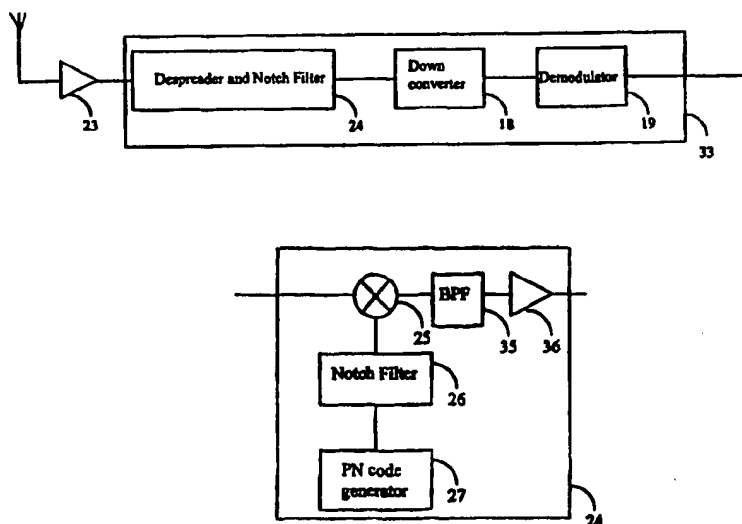 Despreader and Notch Filter
Down
converter
Demodulator
23
24
18
19
33
BPF
25
35
36
Notch Filter
26
PN code
generator
27
24